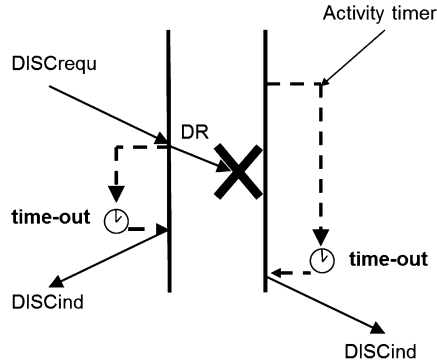 Activity timer
DISCrequ
DR
time-out
time-out
DISCind
DISCind